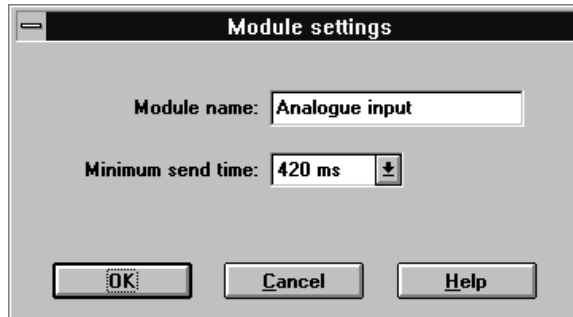 Module settings
Module name: Analogue input
Minimum send time: 420 ms
OK Cancel Help